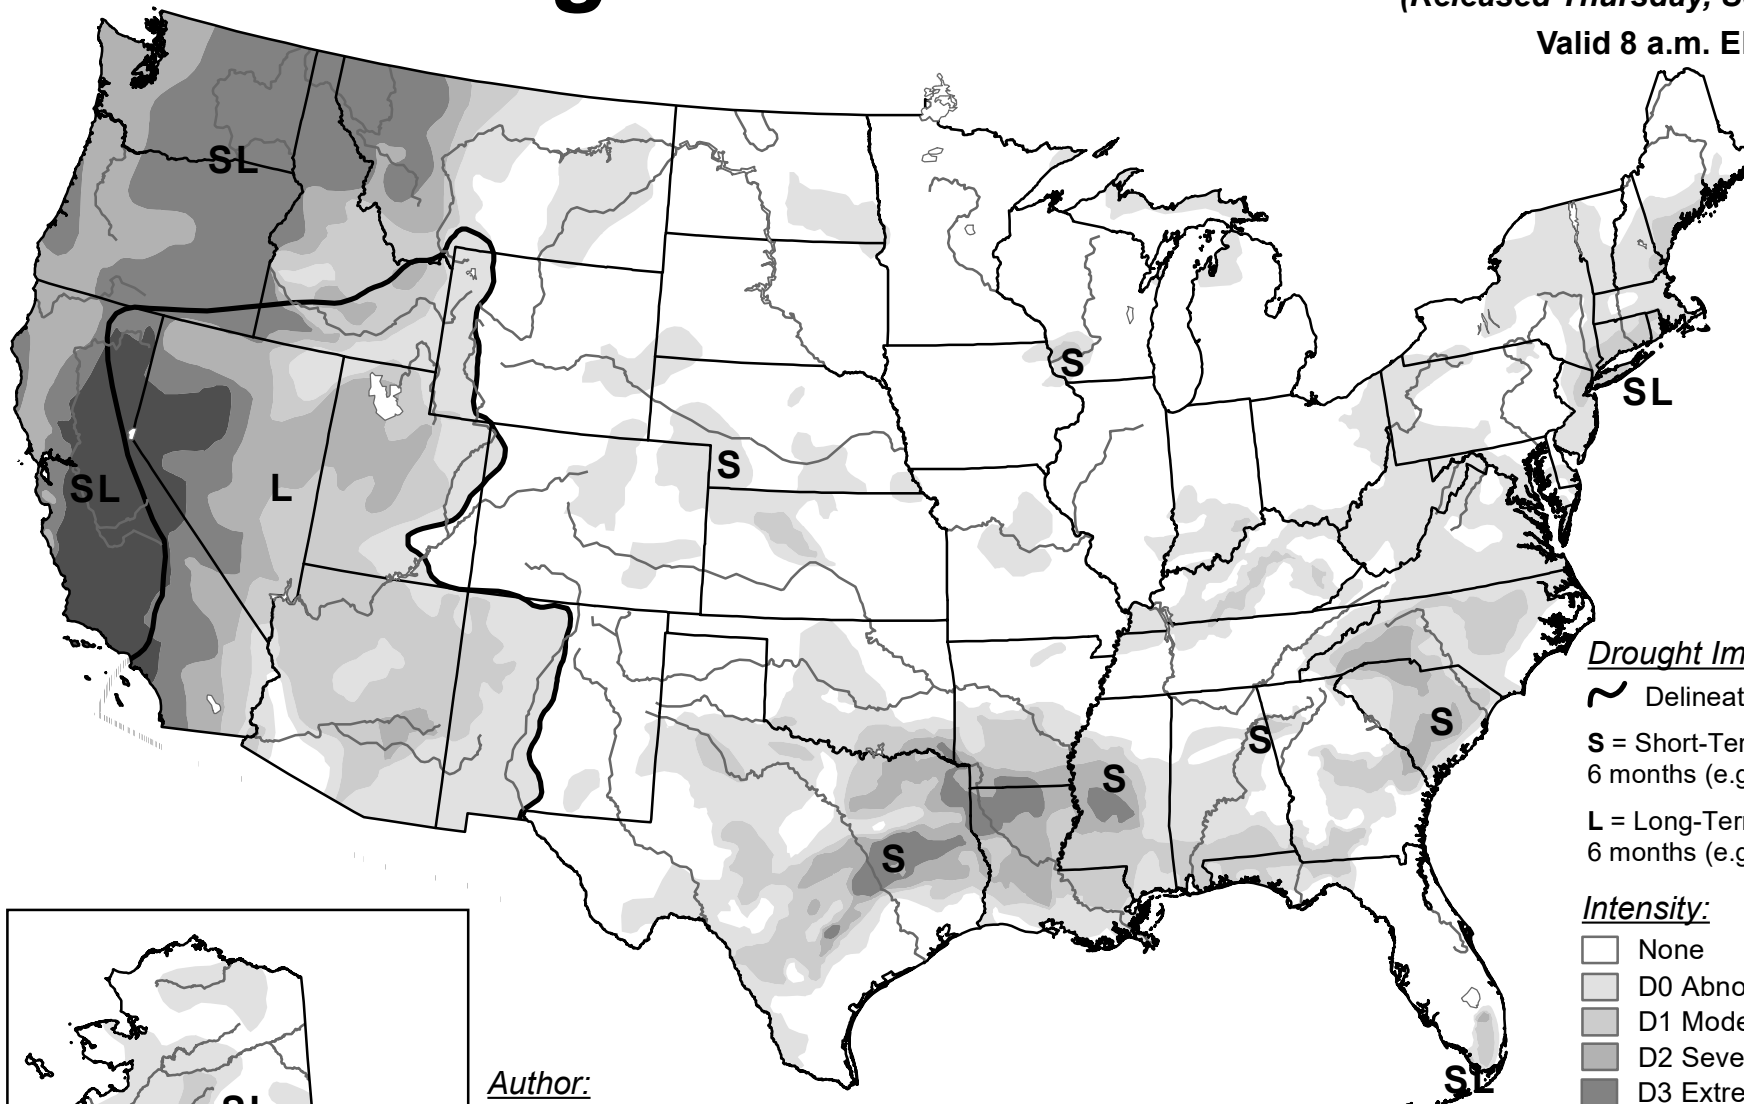 (Released Thursday, S
Valid 8 a.m. E
SL
S
SL
S
SL
L
S
S
S
S
SL
SL
Drought Im
Delineat
S = Short-Ter
6 months (e.g
L = Long-Terr
6 months (e.g
Intensity:
None
D0 Abno
D1 Mode
D2 Seve
D3 Extre
Author: